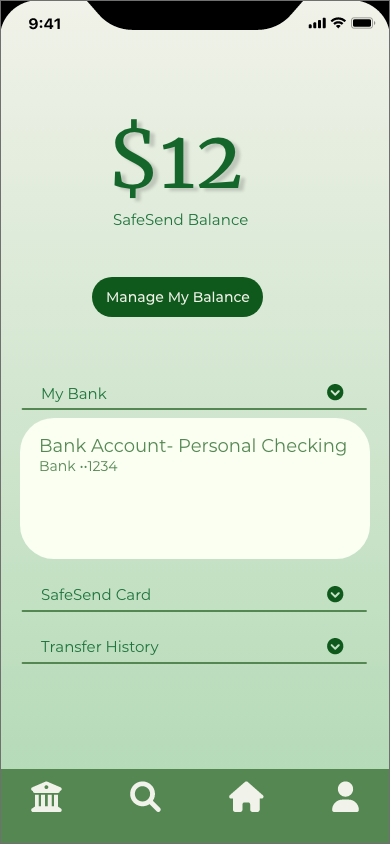 9:41
$12
SafeSend Balance
Manage My Balance
My Bank
Bank Account- Personal Checking
Bank ··1234
SafeSend Card
Transfer History